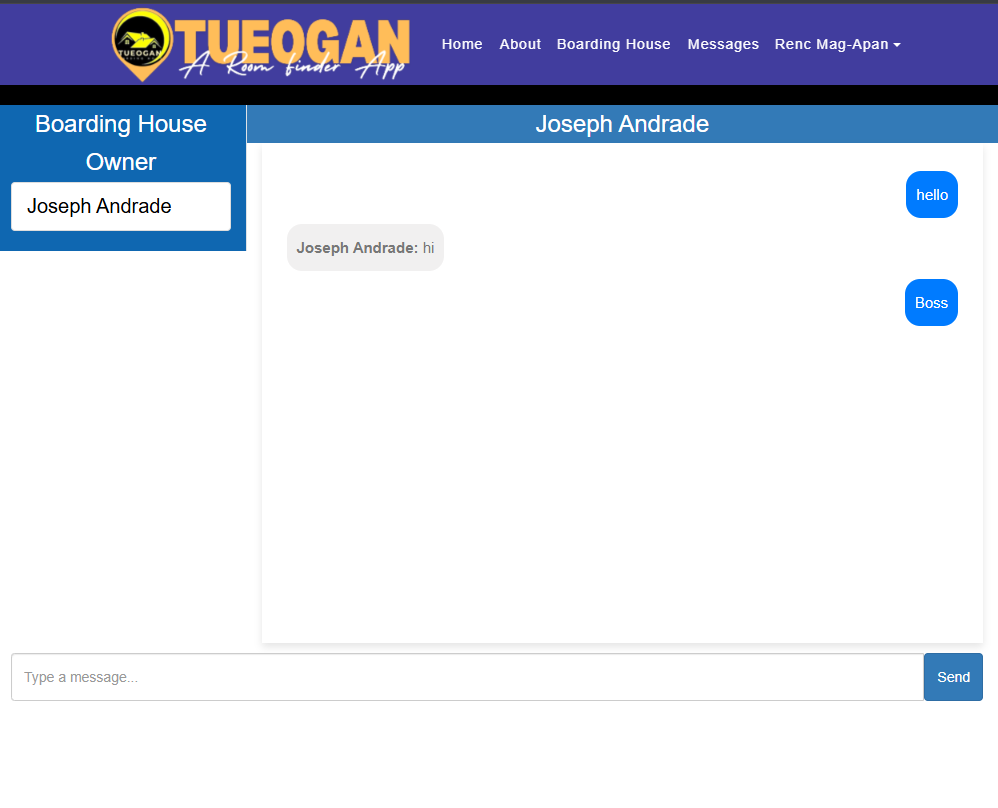 TUEOGAN
TUEOGAN
A Room finder App
Home About Boarding House Messages Renc Mag-Apan
Boarding House
Owner
Joseph Andrade
Joseph Andrade
hello
Joseph Andrade: hi
Boss
Type a message...
Send